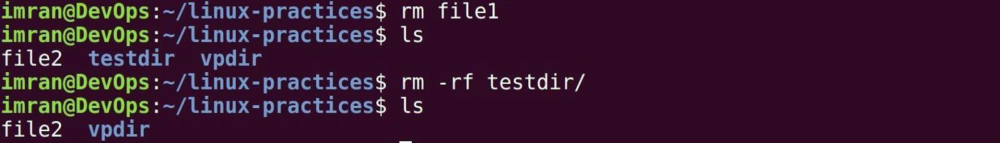 imran@DevOps:~/linux-practices$ rm file1
imran@DevOps:~/linux-practices$ ls
file2  testdir  vpdir
imran@DevOps:~/linux-practices$ rm -rf testdir/
imran@DevOps:~/linux-practices$ ls
file2  vpdir